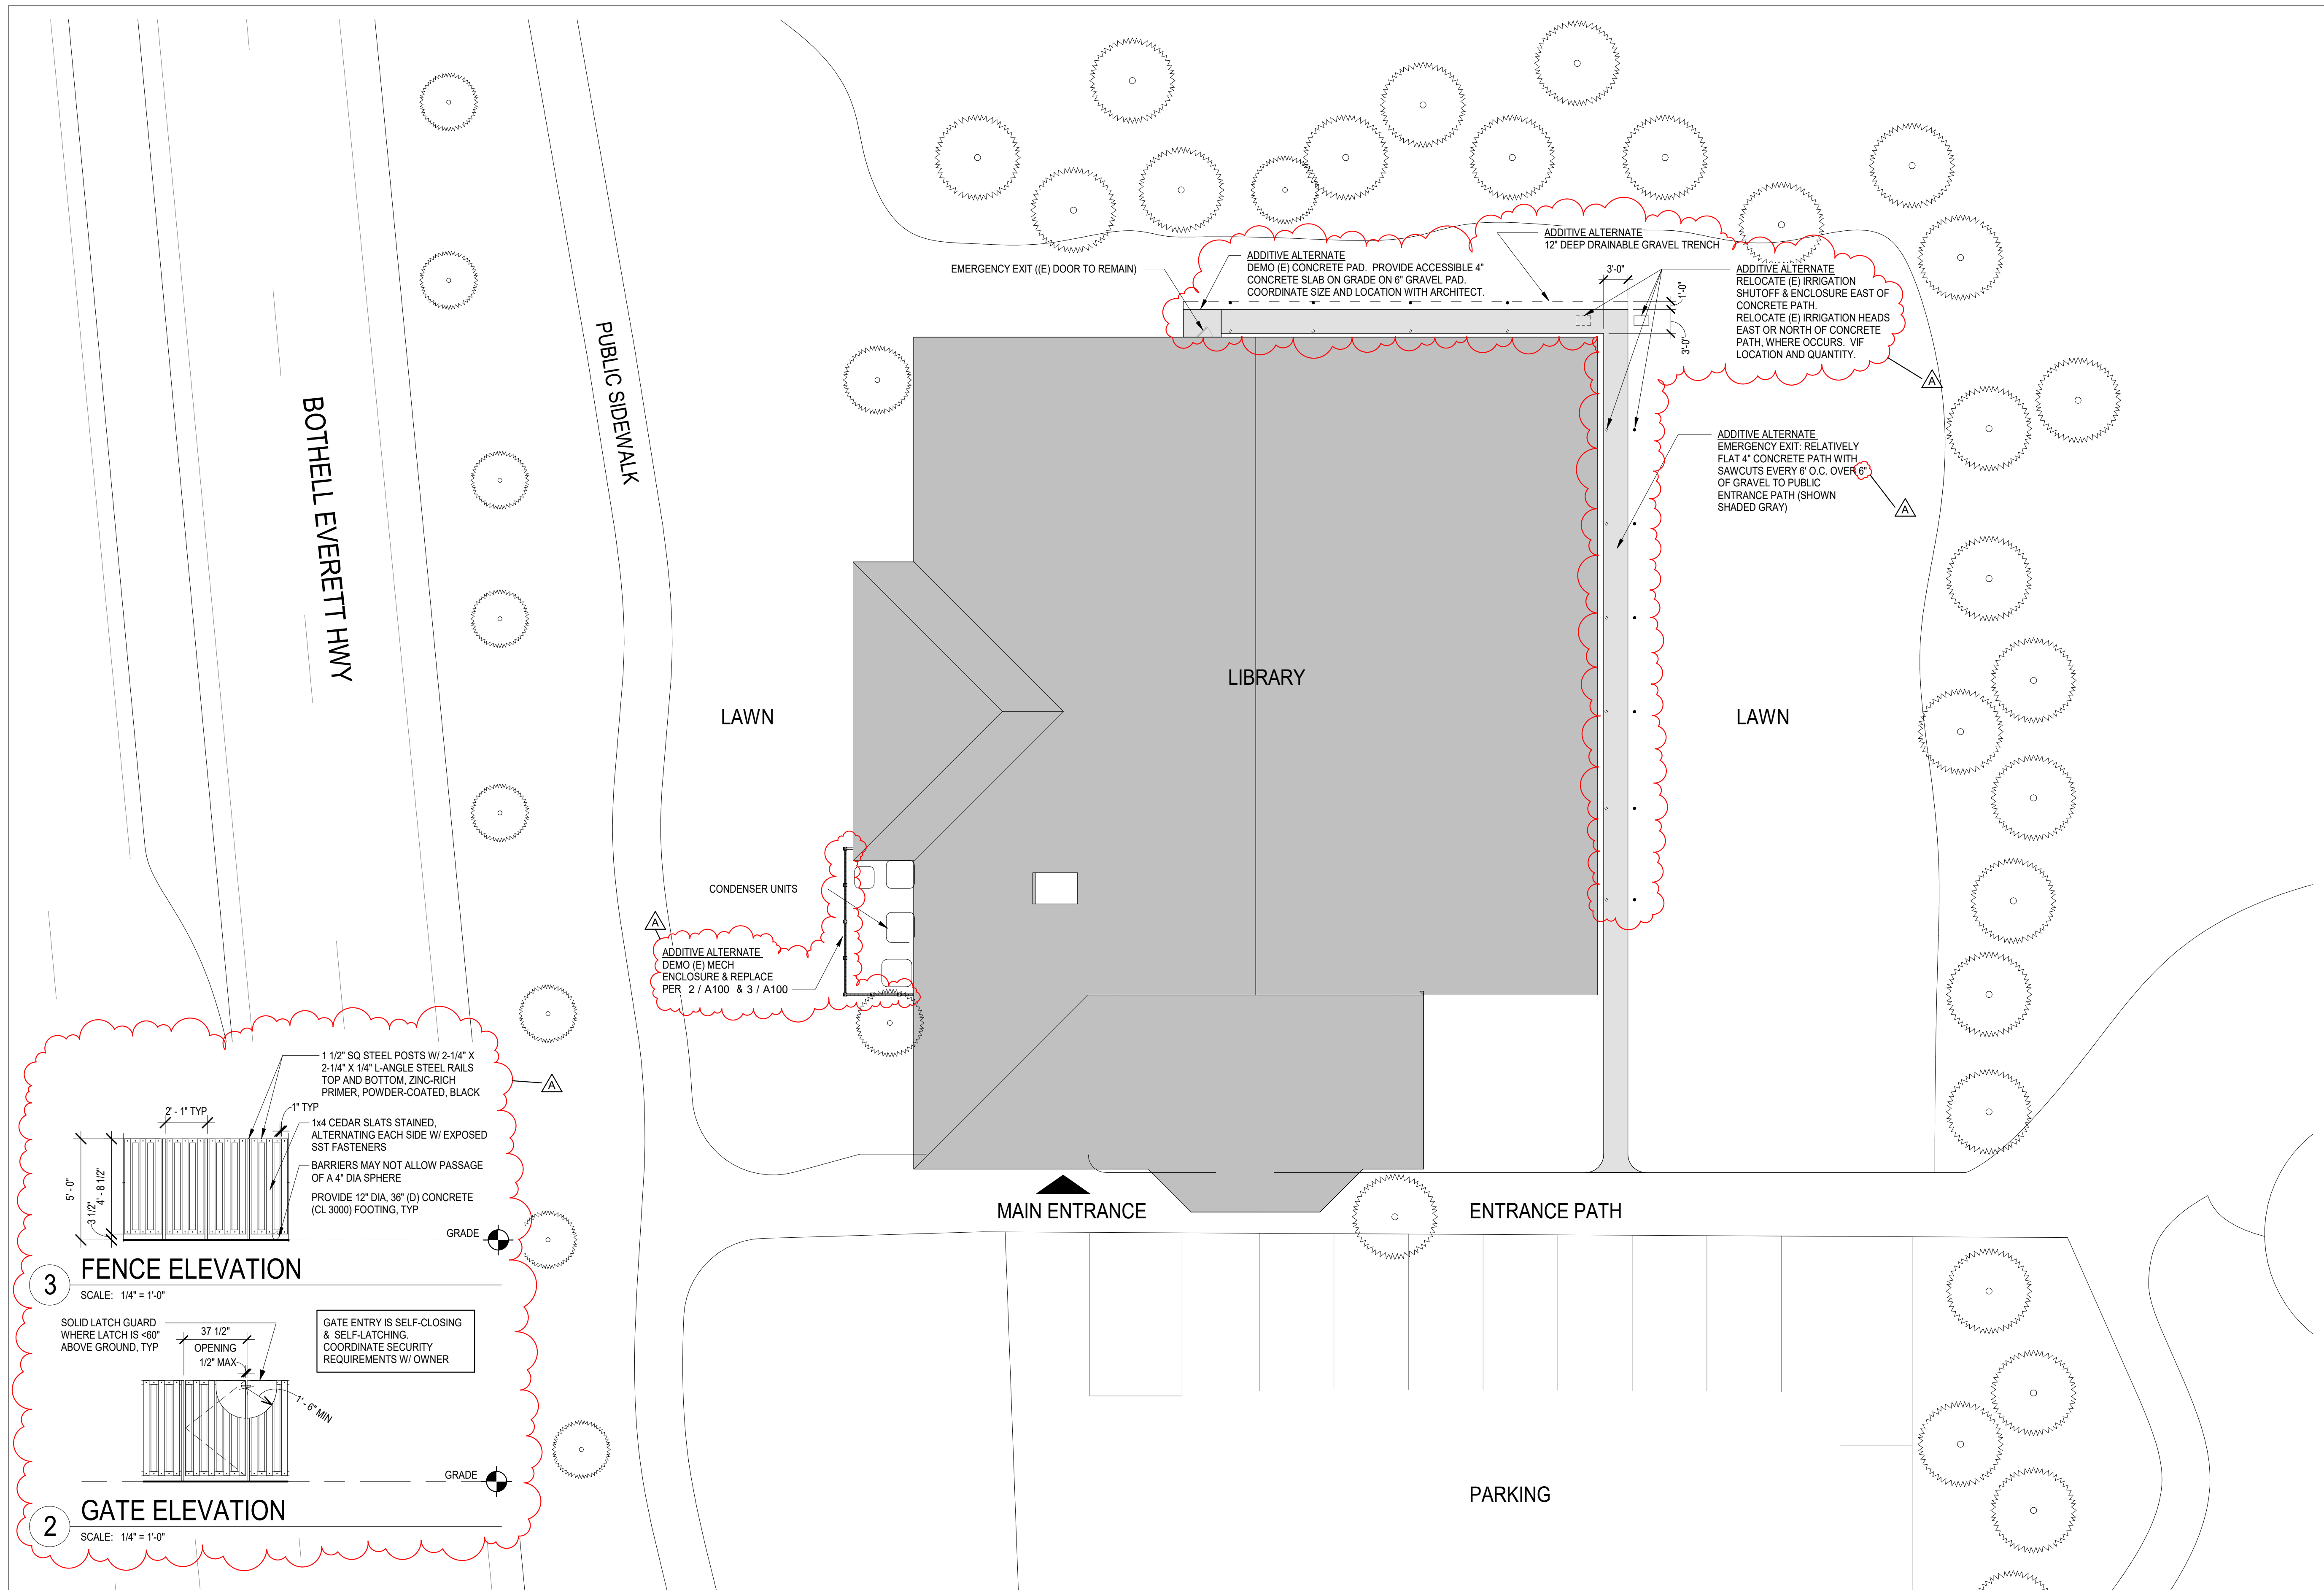 BOTHELL EVERETT HWY
PUBLIC SIDEWALK
EMERGENCY EXIT ((E) DOOR TO REMAIN)
ADDITIVE ALTERNATE
DEMO (E) CONCRETE PAD. PROVIDE ACCESSIBLE 4"
CONCRETE SLAB ON GRADE ON 6" GRAVEL PAD.
COORDINATE SIZE AND LOCATION WITH ARCHITECT.
ADDITIVE ALTERNATE
12" DEEP DRAINABLE GRAVEL TRENCH
3'-0"
1'-0"
3'-0"
ADDITIVE ALTERNATE
RELOCATE (E) IRRIGATION
SHUTOFF & ENCLOSURE EAST OF
CONCRETE PATH.
RELOCATE (E) IRRIGATION HEADS
EAST OR NORTH OF CONCRETE
PATH, WHERE OCCURS. VIF
LOCATION AND QUANTITY.
A
ADDITIVE ALTERNATE
EMERGENCY EXIT: RELATIVELY
FLAT 4" CONCRETE PATH WITH
SAWCUTS EVERY 6' O.C. OVER 6"
OF GRAVEL TO PUBLIC
ENTRANCE PATH (SHOWN
SHADED GRAY)
A
LIBRARY
LAWN
LAWN
CONDENSER UNITS
A
ADDITIVE ALTERNATE
DEMO (E) MECH
ENCLOSURE & REPLACE
PER 2 / A100 & 3 / A100
MAIN ENTRANCE
ENTRANCE PATH
PARKING
1 1/2" SQ STEEL POSTS W/ 2-1/4" X
2-1/4" X 1/4" L-ANGLE STEEL RAILS
TOP AND BOTTOM, ZINC-RICH
PRIMER, POWDER-COATED, BLACK
A
2' - 1" TYP
1" TYP
1x4 CEDAR SLATS STAINED,
ALTERNATING EACH SIDE W/ EXPOSED
SST FASTENERS
BARRIERS MAY NOT ALLOW PASSAGE
OF A 4" DIA SPHERE
PROVIDE 12" DIA, 36" (D) CONCRETE
(CL 3000) FOOTING, TYP
5' - 0"
4' - 8 1/2"
3 1/2"
GRADE
3
FENCE ELEVATION
SCALE: 1/4" = 1'-0"
SOLID LATCH GUARD
WHERE LATCH IS <60"
ABOVE GROUND, TYP
37 1/2"
OPENING
1/2" MAX
GATE ENTRY IS SELF-CLOSING
& SELF-LATCHING.
COORDINATE SECURITY
REQUIREMENTS W/ OWNER
1' - 6" MIN
GRADE
2
GATE ELEVATION
SCALE: 1/4" = 1'-0"